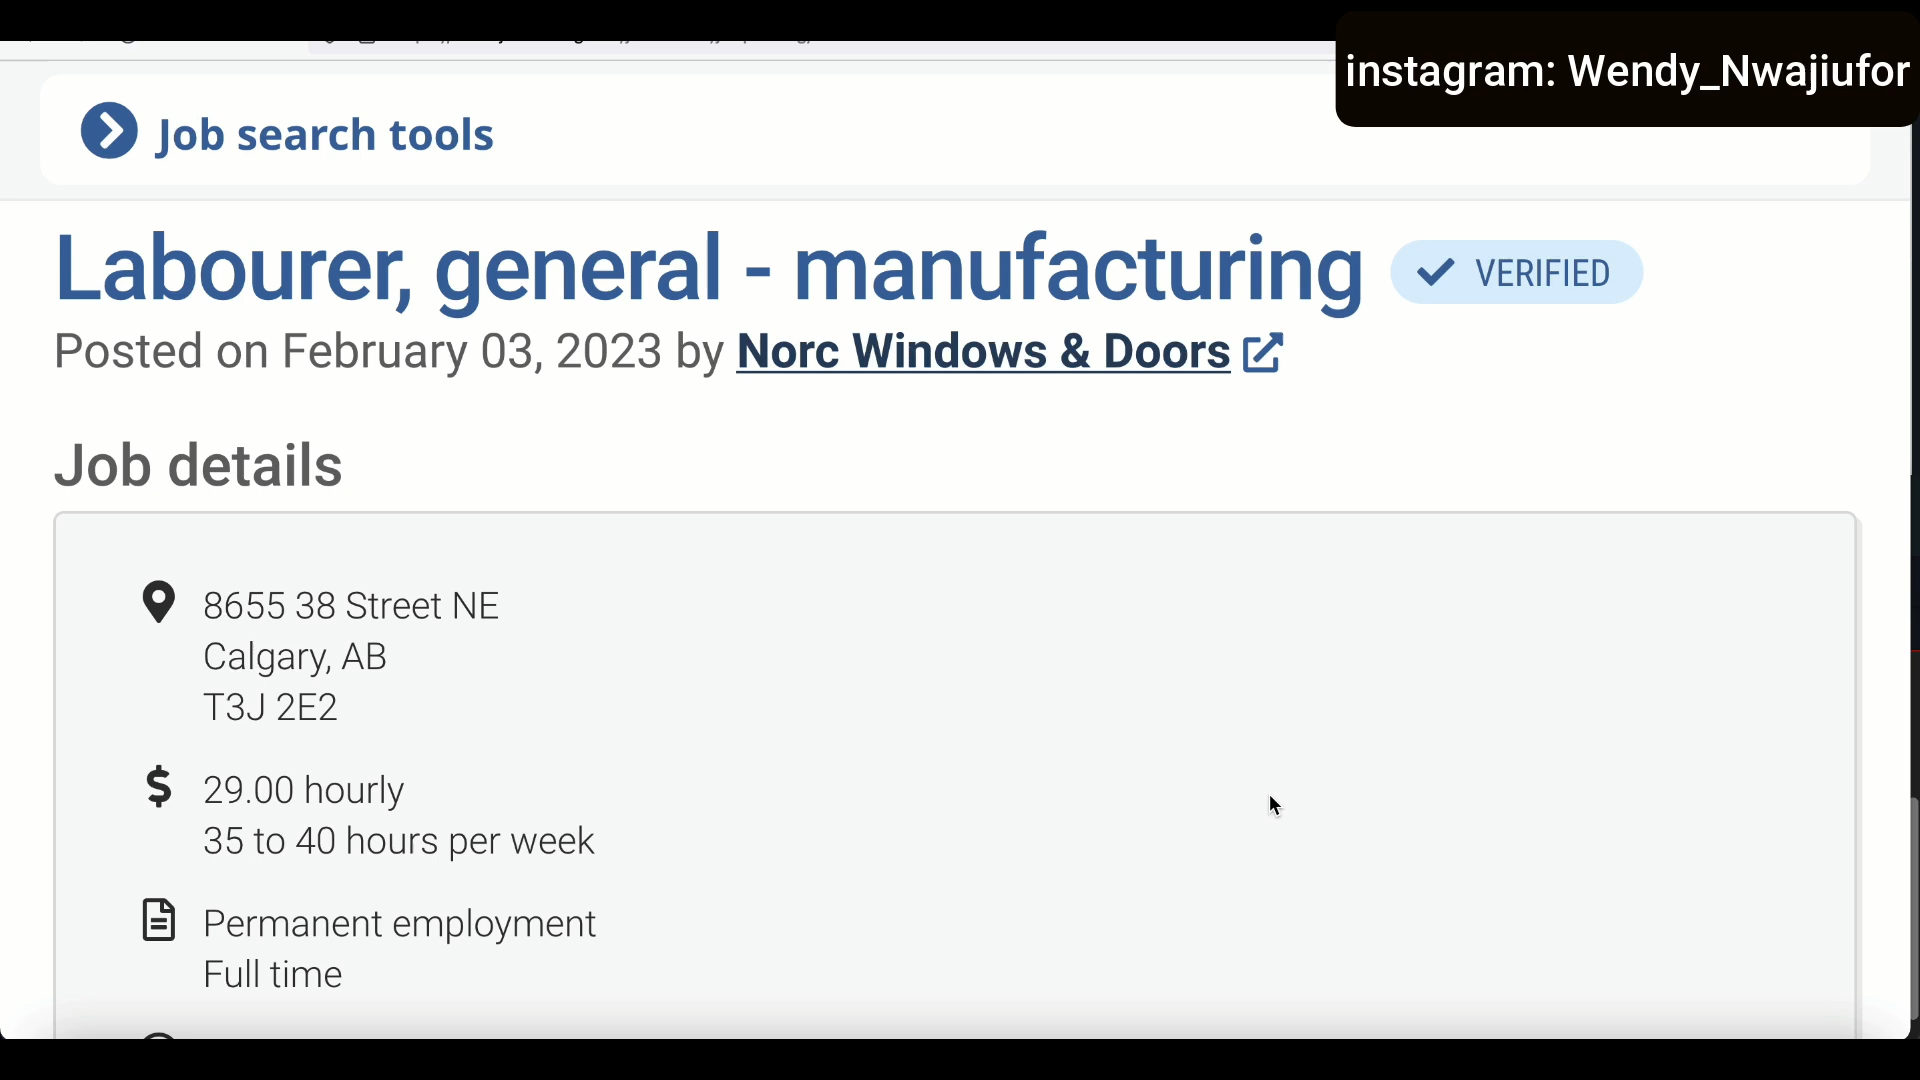 instagram: Wendy_Nwajiufor
Job search tools
Labourer, general - manufacturing VERIFIED
Posted on February 03, 2023 by Norc Windows & Doors
Job details
8655 38 Street NE
Calgary, AB
T3J 2E2
29.00 hourly
35 to 40 hours per week
Permanent employment
Full time